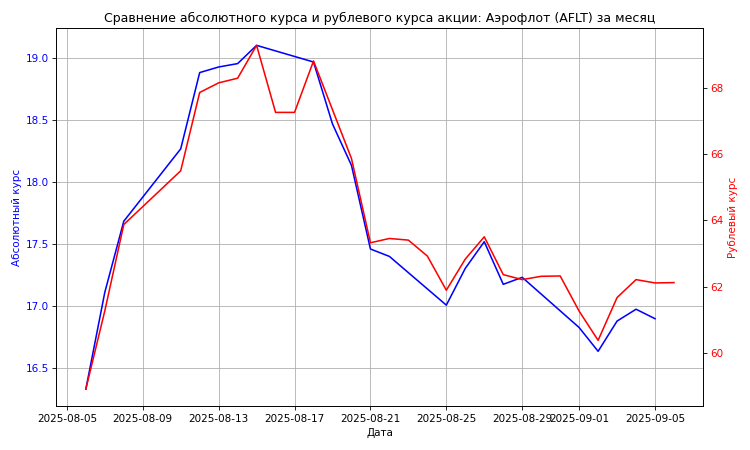 Сравнение абсолютного курса и рублевого курса акции: Аэрофлот (AFLT) за месяц
19.0
18.5
18.0
17.5
17.0
16.5
Абсолютный курс
68
66
64
62
60
Рублевый курс
2025-08-05 2025-08-09 2025-08-13 2025-08-17 2025-08-21 2025-08-25 2025-08-29 2025-09-01 2025-09-05
Дата